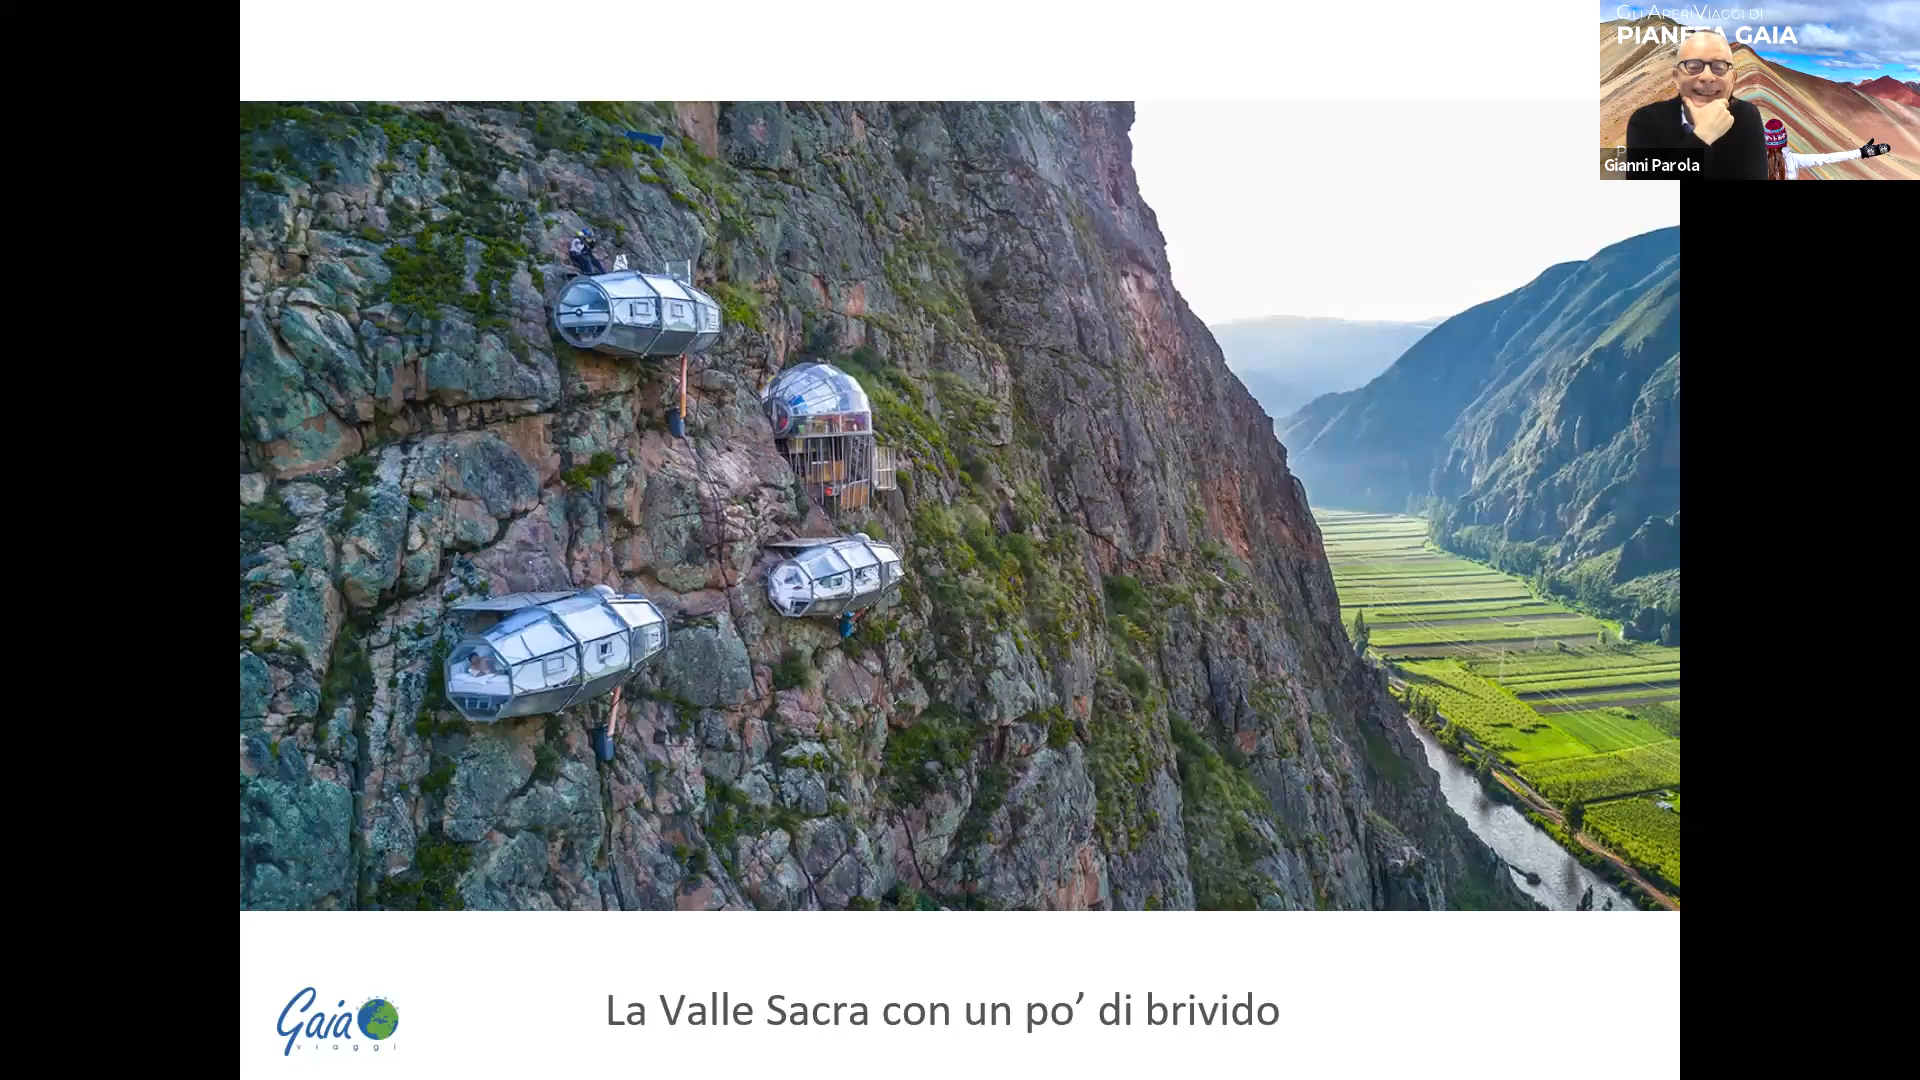 GLI APERIVIAGGI DI
PIANETA GAIA
Gianni Parola
Gaia
viaggi
La Valle Sacra con un po’ di brivido